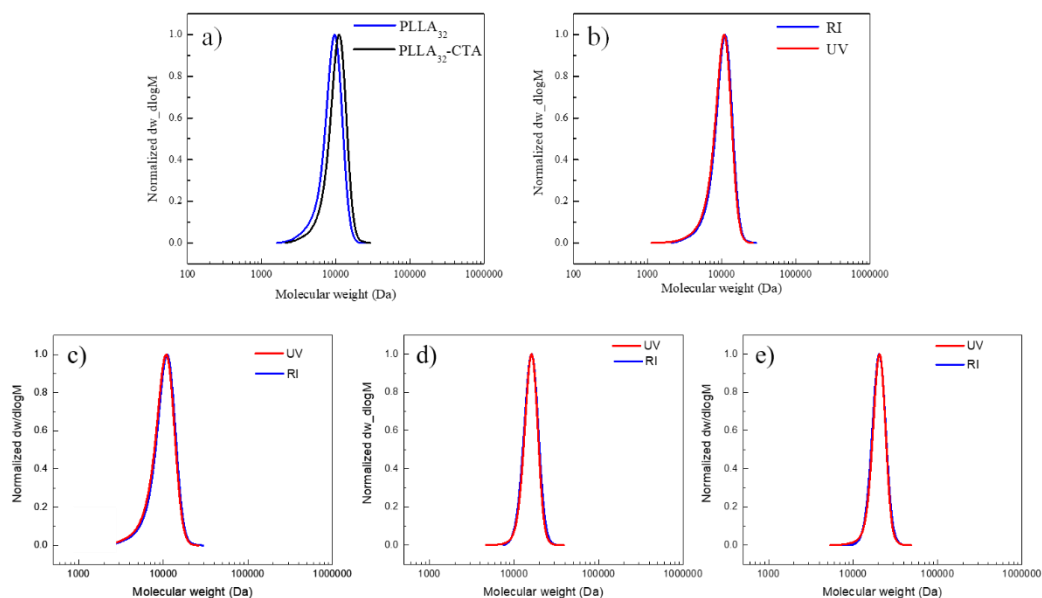 a)
PLLA32
PLLA32-CTA
1.0
0.8
0.6
0.4
0.2
0.0
Normalized dw_dlogM
100 1000 10000 100000 1000000
Molecular weight (Da)
b)
RI
UV
1.0
0.8
0.6
0.4
0.2
0.0
Normalized dw_dlogM
100 1000 10000 100000 1000000
Molecular weight (Da)
c)
UV
RI
1.0
0.8
0.6
0.4
0.2
0.0
Normalized dw/dlogM
1000 10000 100000 1000000
Molecular weight (Da)
d)
UV
RI
1.0
0.8
0.6
0.4
0.2
0.0
Normalized dw_dlogM
1000 10000 100000 1000000
Molecular weight (Da)
e)
UV
RI
1.0
0.8
0.6
0.4
0.2
0.0
Normalized dw/dlogM
1000 10000 100000 1000000
Molecular weight (Da)